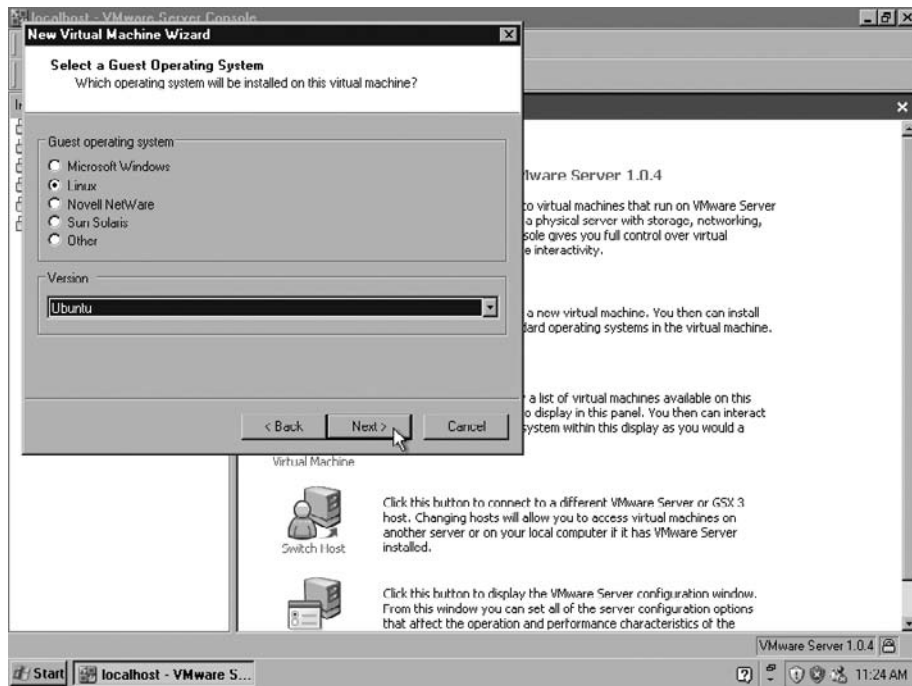 localhost - VMware Server Console
New Virtual Machine Wizard
Select a Guest Operating System
Which operating system will be installed on this virtual machine?
Guest operating system
Microsoft Windows
Linux
Novell NetWare
Sun Solaris
Other
Version
Ubuntu
< Back
Next >
Cancel
ware Server 1.0.4
to virtual machines that run on VMware Server
a physical server with storage, networking,
sole gives you full control over virtual
e interactivity.
a new virtual machine. You then can install
dard operating systems in the virtual machine.
a list of virtual machines available on this
o display in this panel. You then can interact
system within this display as you would a
Virtual Machine
Switch Host
Click this button to connect to a different VMware Server or GSX 3
host. Changing hosts will allow you to access virtual machines on
another server or on your local computer if it has VMware Server
installed.
Click this button to display the VMware Server configuration window.
From this window you can set all of the server configuration options
that affect the operation and performance characteristics of the
VMware Server 1.0.4
Start
localhost - VMware S...
11:24 AM